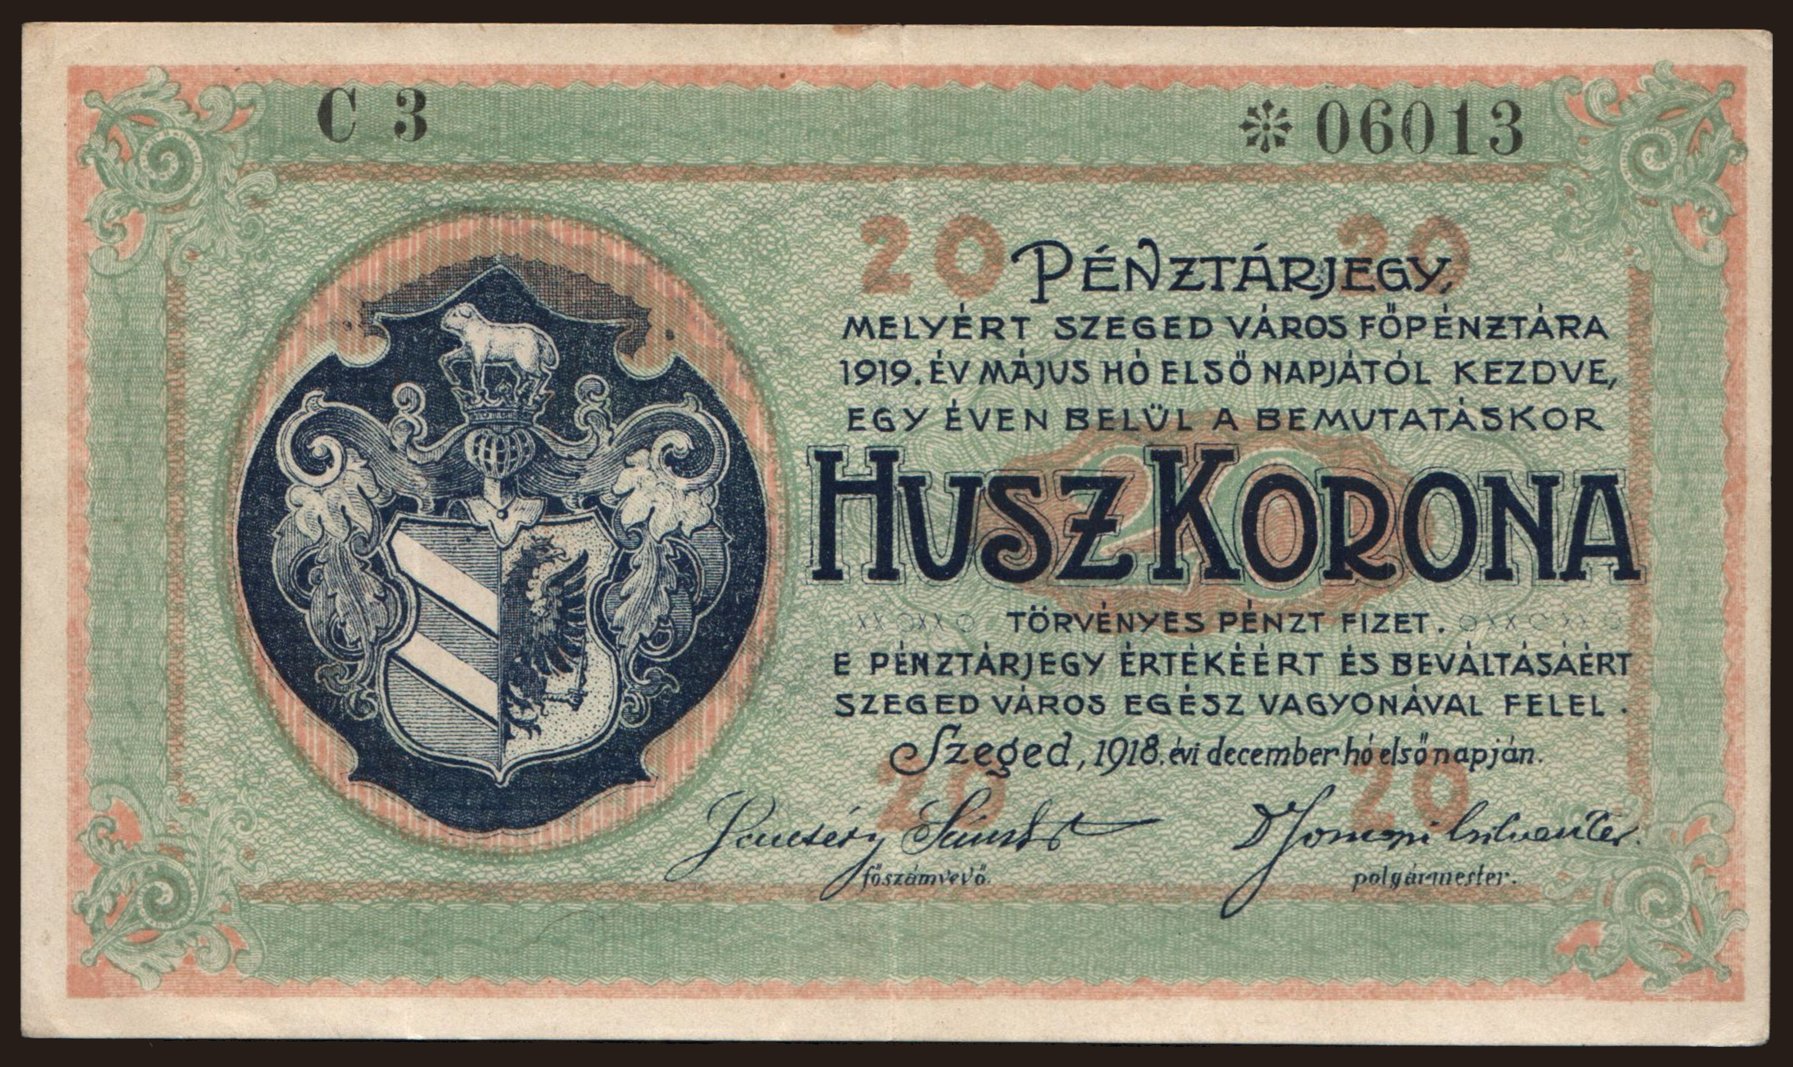 C 3 * 06013
20 20
PÉNZTÁRJEGY,
MELYÉRT SZEGED VÁROS FŐPÉNZTÁRA
1919. ÉV MÁJUS HÓ ELSŐ NAPJÁTÓL KEZDVE,
EGY ÉVEN BELÜL A BEMUTATÁSKOR
20
HUSZ KORONA
TÖRVÉNYES PÉNZT FIZET.
E PÉNZTÁRJEGY ÉRTÉKÉÉRT ÉS BEVÁLTÁSÁÉRT
SZEGED VÁROS EGÉSZ VAGYONÁVAL FELEL.
Szeged, 1918. évi december hó első napján.
20 20
főszámvevő. polgármester.